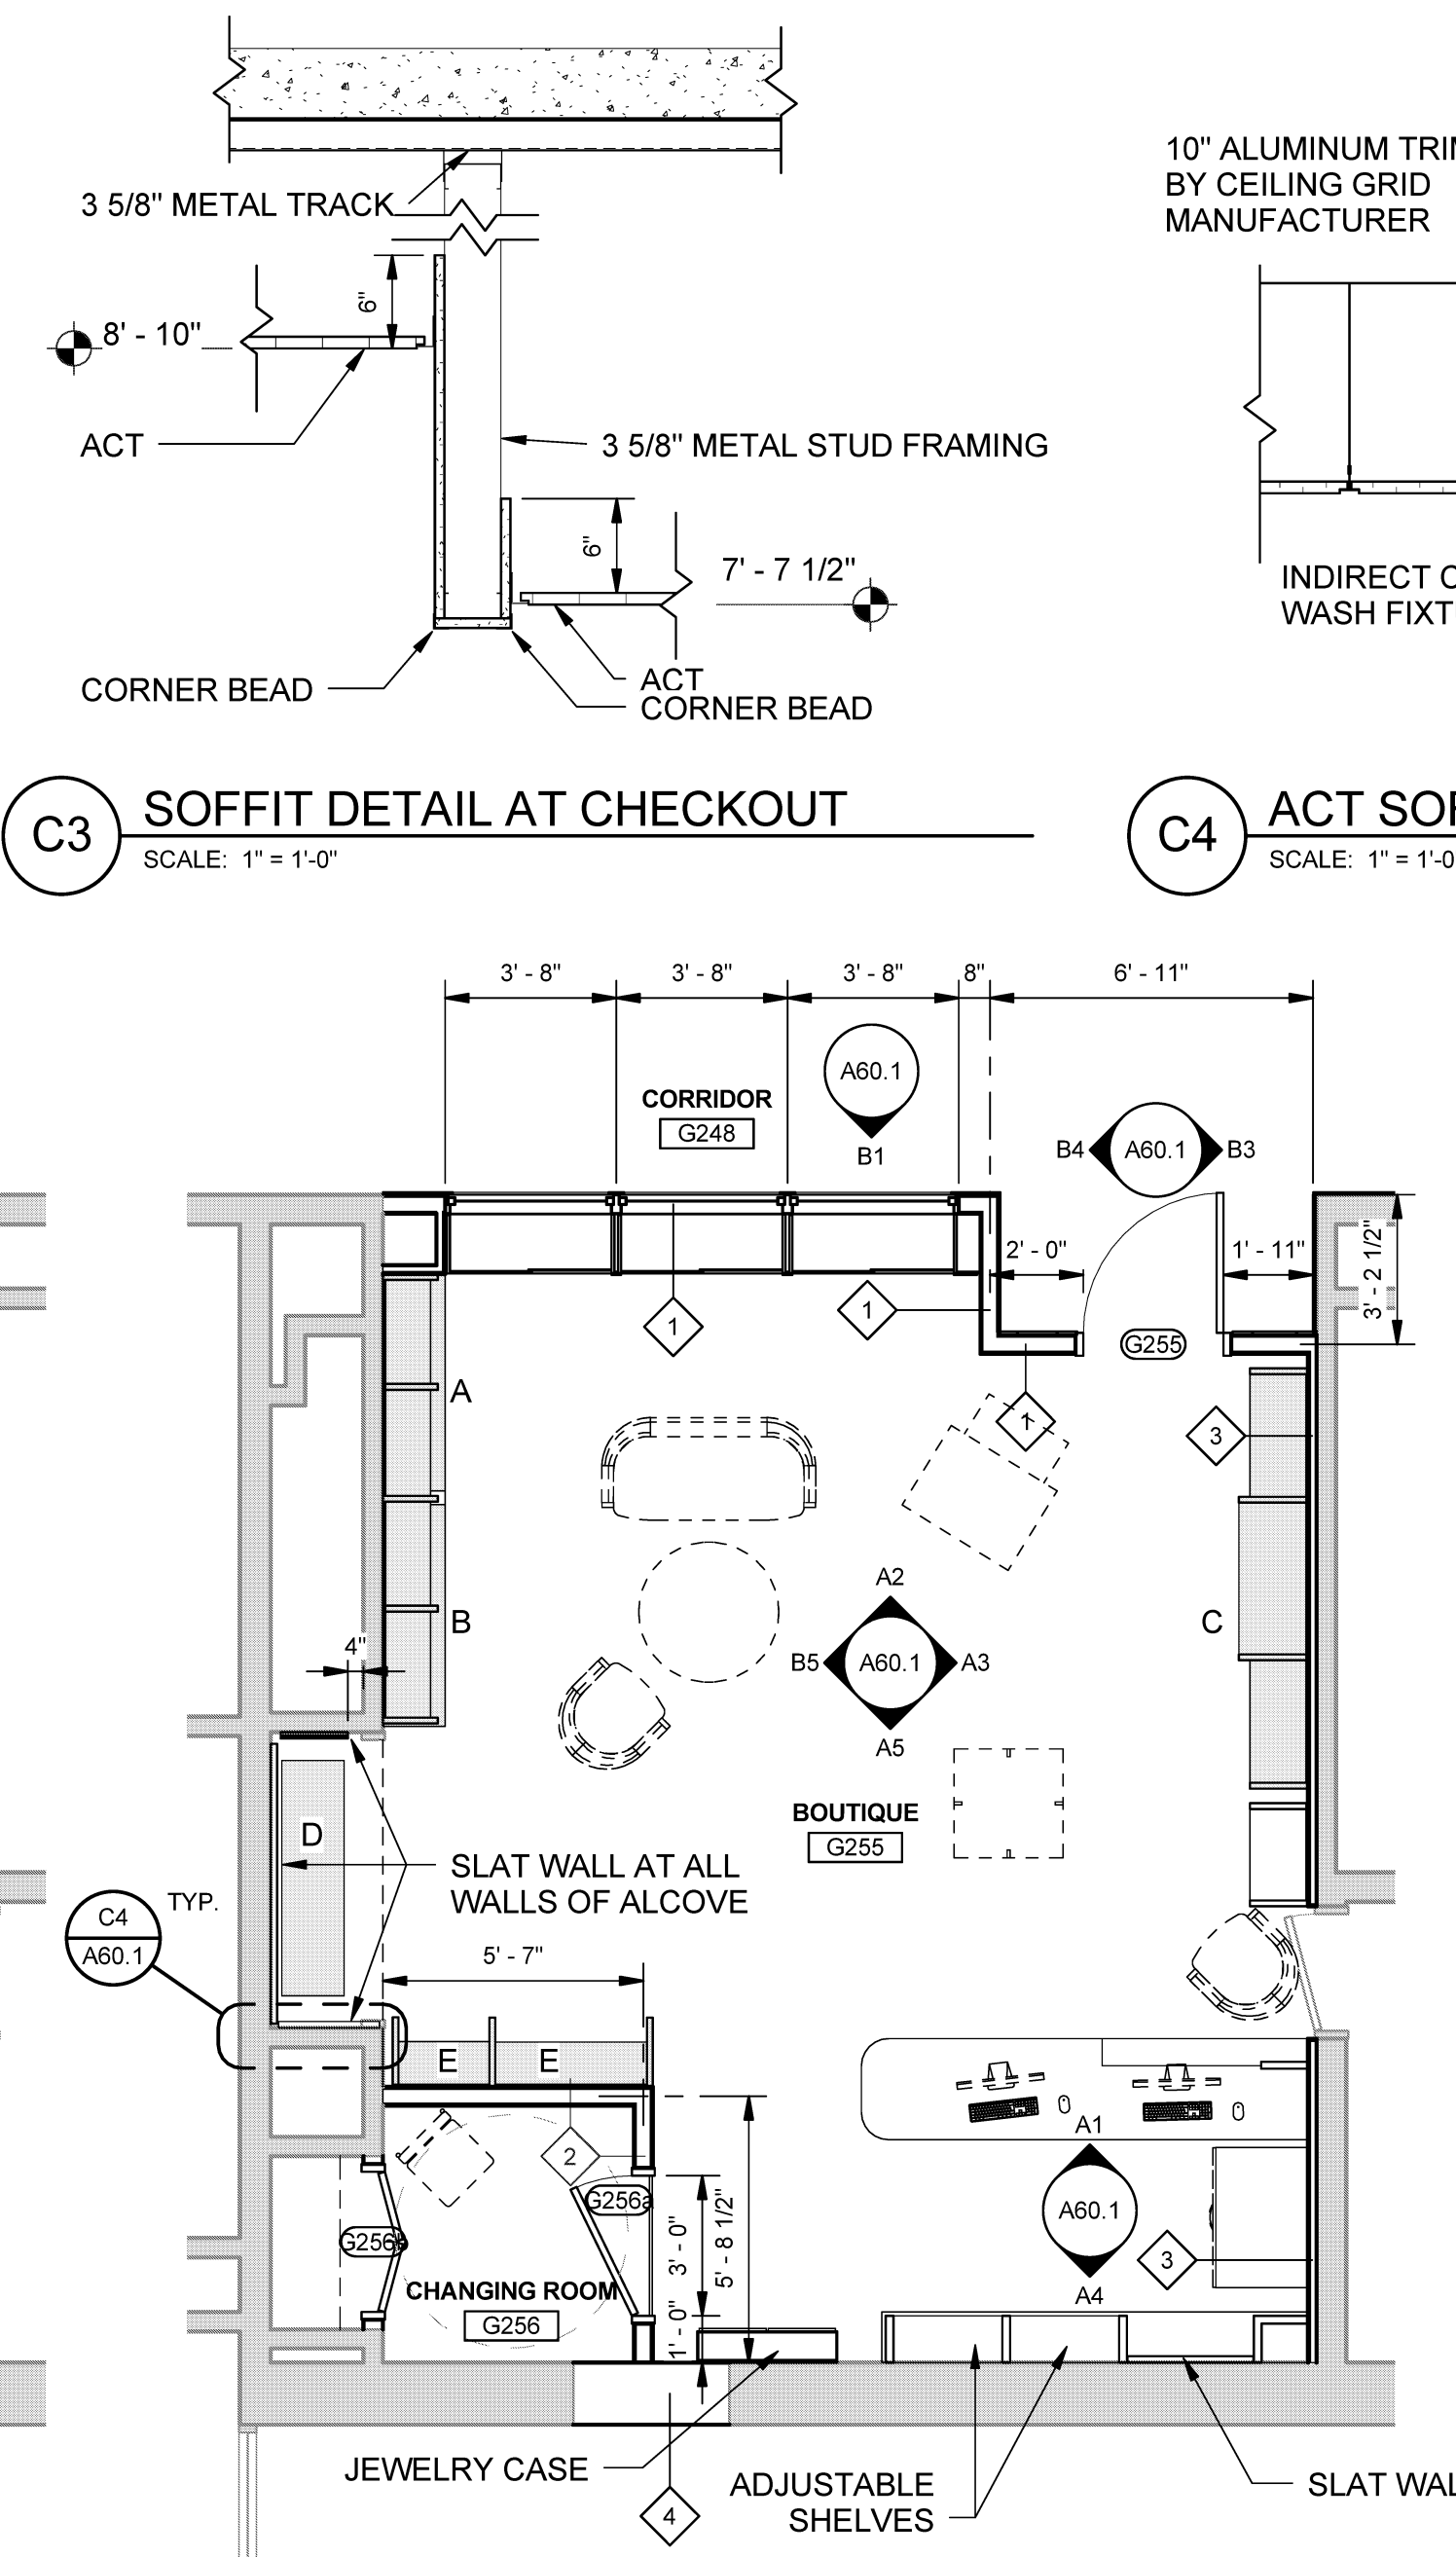 10" ALUMINUM
BY CEILING GRID
MANUFACTURER
3 5/8" METAL TRACK
6"
8' - 10"
ACT
3 5/8" METAL STUD FRAMING
6"
7' - 7 1/2"
INDIRECT
WASH
CORNER BEAD
ACT
CORNER BEAD
C3
SOFFIT DETAIL AT CHECKOUT
SCALE: 1" = 1'-0"
C4
ACT
SCALE: 1" = 1'-0
3' - 8"
3' - 8"
3' - 8"
8"
6' - 11"
A60.1
B1
CORRIDOR
G248
B4
A60.1
B3
2' - 0"
1' - 11"
3' - 2 1/2"
1
1
G255
1
3
A
B
C
4"
A2
B5
A60.1
A3
A5
BOUTIQUE
G255
D
SLAT WALL AT ALL
WALLS OF ALCOVE
C4
A60.1
TYP.
5' - 7"
E
E
2
G256a
G256
3' - 0"
5' - 8 1/2"
1' - 0"
CHANGING ROOM
G256
A1
A60.1
A4
3
JEWELRY CASE
4
ADJUSTABLE
SHELVES
SLAT